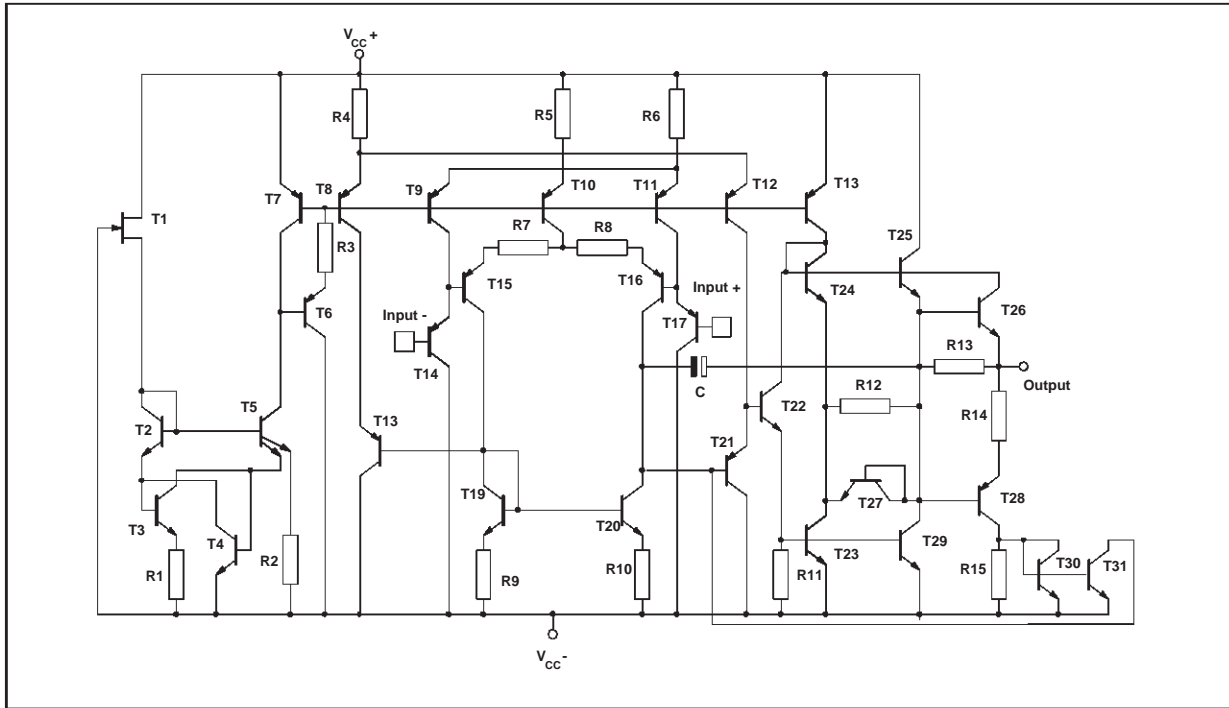 V CC +
R4
R5
R6
T7
T8
T9
T10
T11
T12
T13
T1
R3
R7
R8
T25
T6
T15
T16
Input +
T24
T26
Input -
T17
R13
T14
C
Output
T2
T5
T13
T22
R12
R14
T21
T3
T4
T19
T20
T27
T28
R1
R2
R9
R10
R11
T23
T29
R15
T30
T31
V CC -